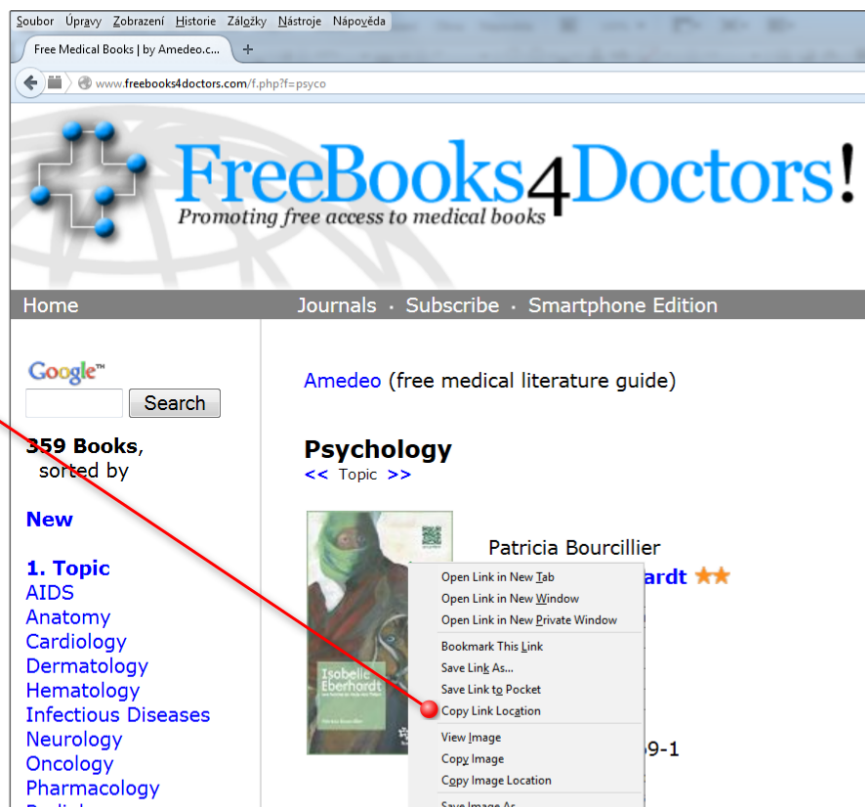 Soubor Úpravy Zobrazení Historie Záložky Nástroje Nápověda
Free Medical Books | by Amedeo.c... +
www.freebooks4doctors.com/f.php?f=psyco
FreeBooks4Doctors!
Promoting free access to medical books
Home Journals · Subscribe · Smartphone Edition
Google™
Search
359 Books,
sorted by
New
1. Topic
AIDS
Anatomy
Cardiology
Dermatology
Hematology
Infectious Diseases
Neurology
Oncology
Pharmacology
Amedeo (free medical literature guide)
Psychology
<< Topic >>
Isobelle
Eberhardt
Patricia Bourcillier
ardt
Open Link in New Tab
Open Link in New Window
Open Link in New Private Window
Bookmark This Link
Save Link As...
Save Link to Pocket
Copy Link Location
View Image
Copy Image
Copy Image Location
Save Image As
9-1